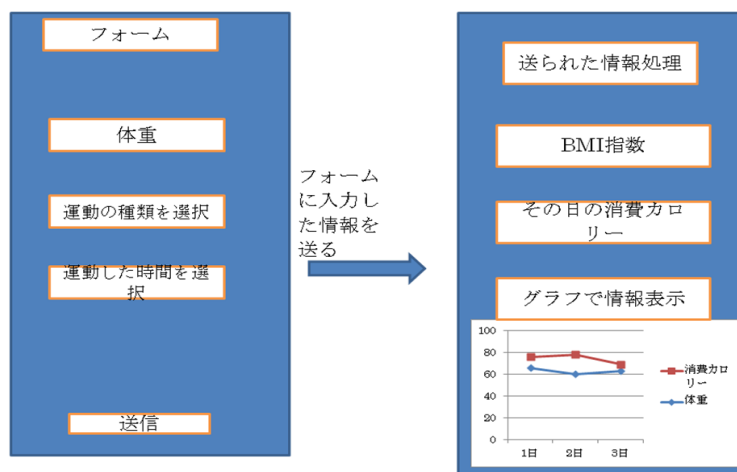 フォーム
体重
運動の種類を選択
運動した時間を選
択
送信
フォーム
に入力し
た情報を
送る
送られた情報処理
BMI指数
その日の消費カロ
リー
グラフで情報表示
100
80
60
40
20
0
1日 2日 3日
消費カロ
リー
体重